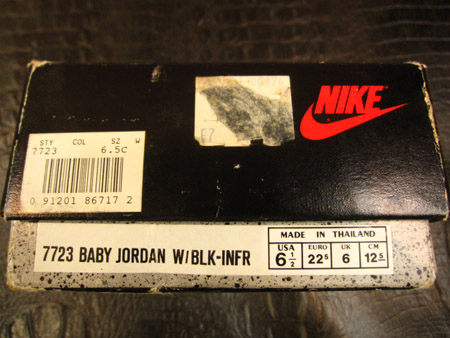 NIKE
E7
STY COL SZ W
7723 6.5C
0 91201 86717 2
7723 BABY JORDAN W/BLK-INFR
MADE IN THAILAND
USA EURO UK CM
6 1/2 22 5 6 12 5